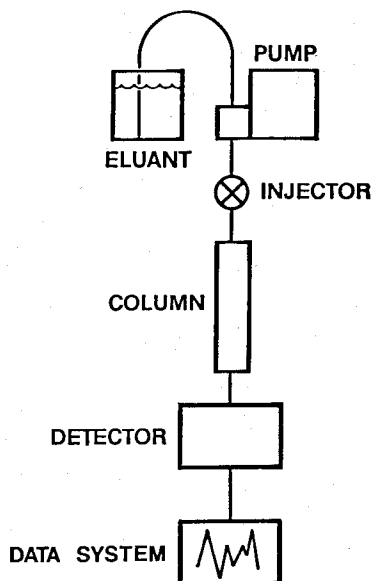 PUMP
ELUANT
INJECTOR
COLUMN
DETECTOR
DATA SYSTEM